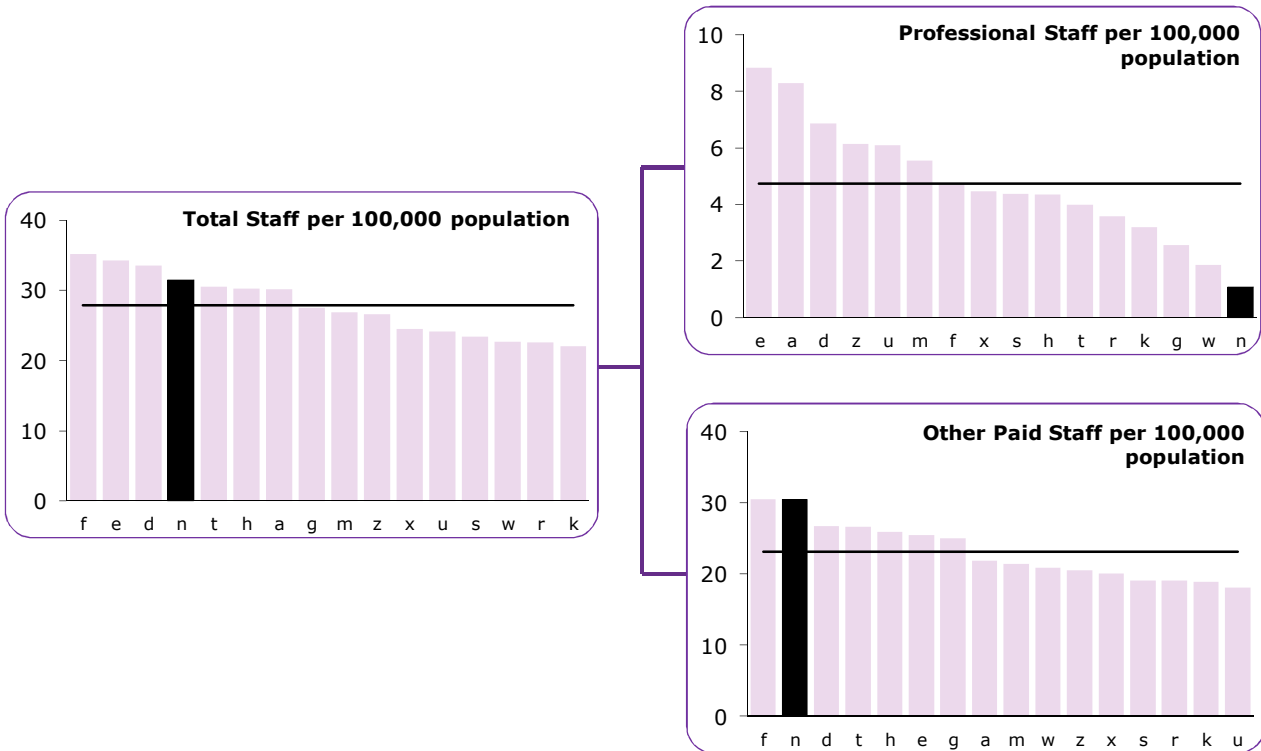 Total Staff per 100,000 population
40
30
20
10
0
f e d n t h a g m z x u s w r k
Professional Staff per 100,000
population
10
8
6
4
2
0
e a d z u m f x s h t r k g w n
Other Paid Staff per 100,000
population
40
30
20
10
0
f n d t h e g a m w z x s r k u